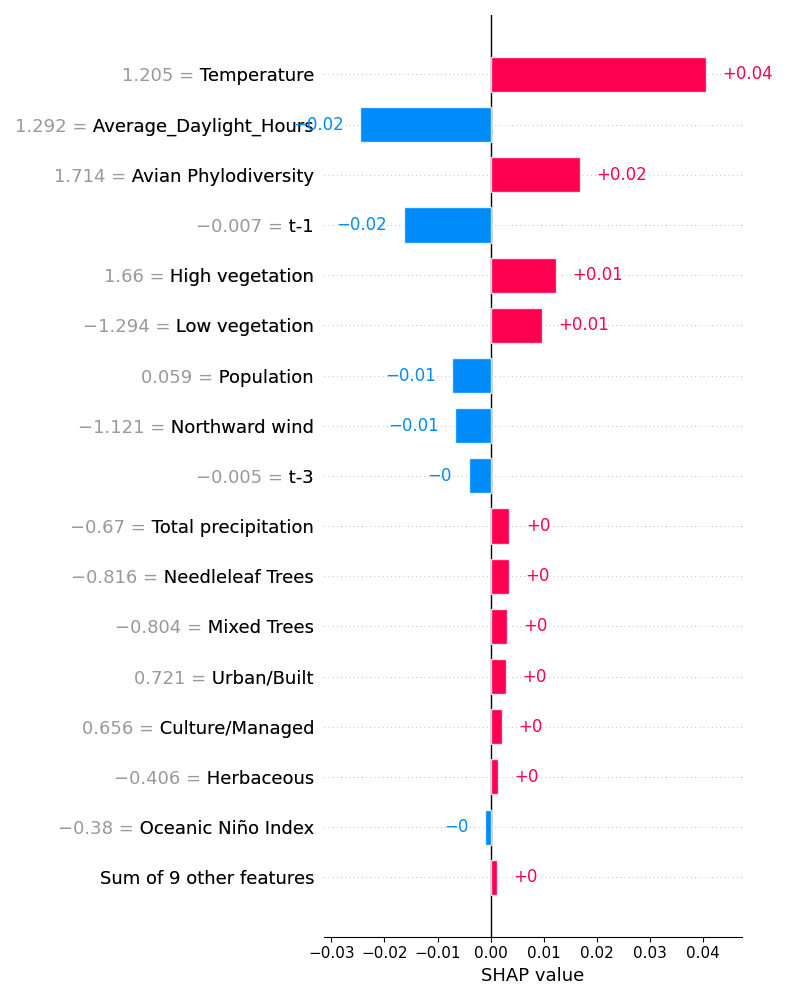 1.205 = Temperature +0.04
1.292 = Average_Daylight_Hours −0.02
1.714 = Avian Phylodiversity +0.02
−0.007 = t-1 −0.02
1.66 = High vegetation +0.01
−1.294 = Low vegetation +0.01
0.059 = Population −0.01
−1.121 = Northward wind −0.01
−0.005 = t-3 −0
−0.67 = Total precipitation +0
−0.816 = Needleleaf Trees +0
−0.804 = Mixed Trees +0
0.721 = Urban/Built +0
0.656 = Culture/Managed +0
−0.406 = Herbaceous +0
−0.38 = Oceanic Niño Index −0
Sum of 9 other features +0
−0.03 −0.02 −0.01 0.00 0.01 0.02 0.03 0.04
SHAP value